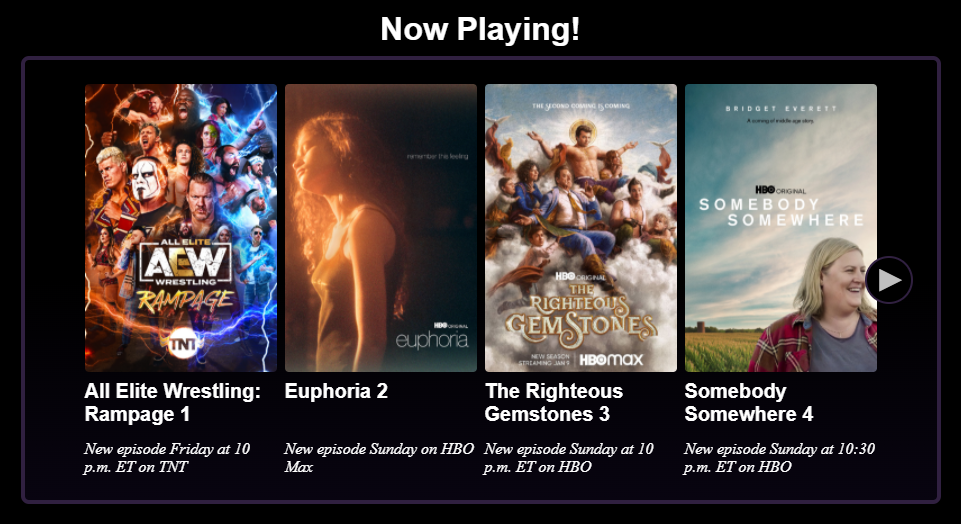 Now Playing!
ALL ELITE
AEW
WRESTLING
RAMPAGE
TNT
remember this feeling
HBO ORIGINAL
euphoria
THE SECOND COMING IS COMING
HBO ORIGINAL
THE
RIGHTEOUS
GEMSTONES
NEW SEASON
STREAMING JAN 9
HBOmax
BRIDGET EVERETT
A coming-of-middle-age story.
HBO ORIGINAL
SOMEBODY
SOMEWHERE
All Elite Wrestling:
Rampage 1
New episode Friday at 10
p.m. ET on TNT
Euphoria 2
New episode Sunday on HBO
Max
The Righteous
Gemstones 3
New episode Sunday at 10
p.m. ET on HBO
Somebody
Somewhere 4
New episode Sunday at 10:30
p.m. ET on HBO